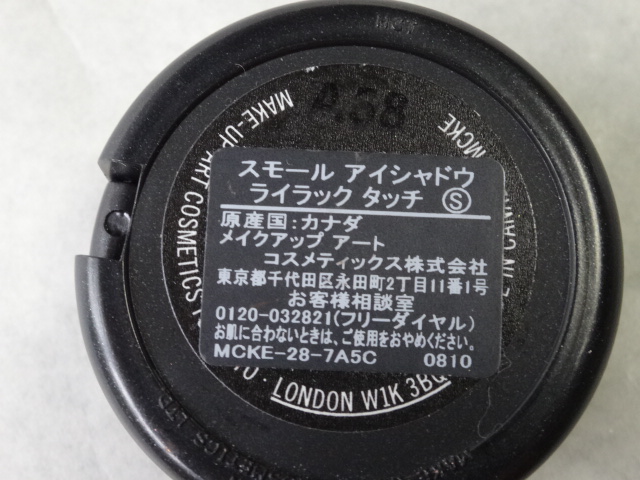 A38
MAKE-UP ART COSMETICS
MCKE
スモール アイシャドウ
ライラック タッチ Ⓢ
原産国:カナダ
メイクアップ アート
コスメティックス株式会社
東京都千代田区永田町2丁目11番1号
お客様相談室
0120-032821(フリーダイヤル)
お肌に合わないときは、ご使用をおやめください。
MCKE-28-7A5C 0810
LONDON W1K 3BQ